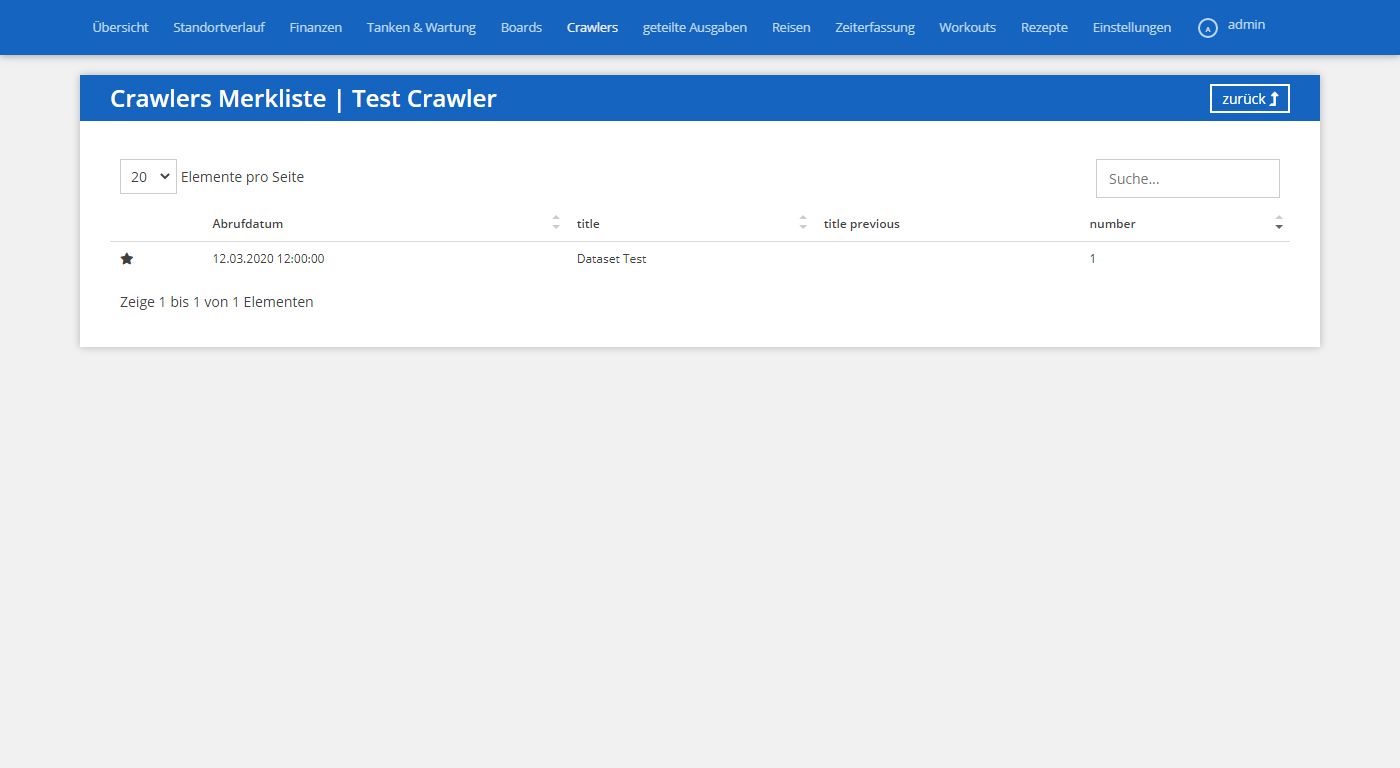 Übersicht Standortverlauf Finanzen Tanken & Wartung Boards Crawlers geteilte Ausgaben Reisen Zeiterfassung Workouts Rezepte Einstellungen A admin
Crawlers Merkliste | Test Crawler zurück
20 Elemente pro Seite Suche...
Abrufdatum title title previous number
12.03.2020 12:00:00 Dataset Test 1
Zeige 1 bis 1 von 1 Elementen